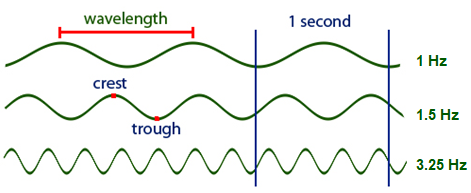 wavelength
1 second
1 Hz
crest
trough
1.5 Hz
3.25 Hz